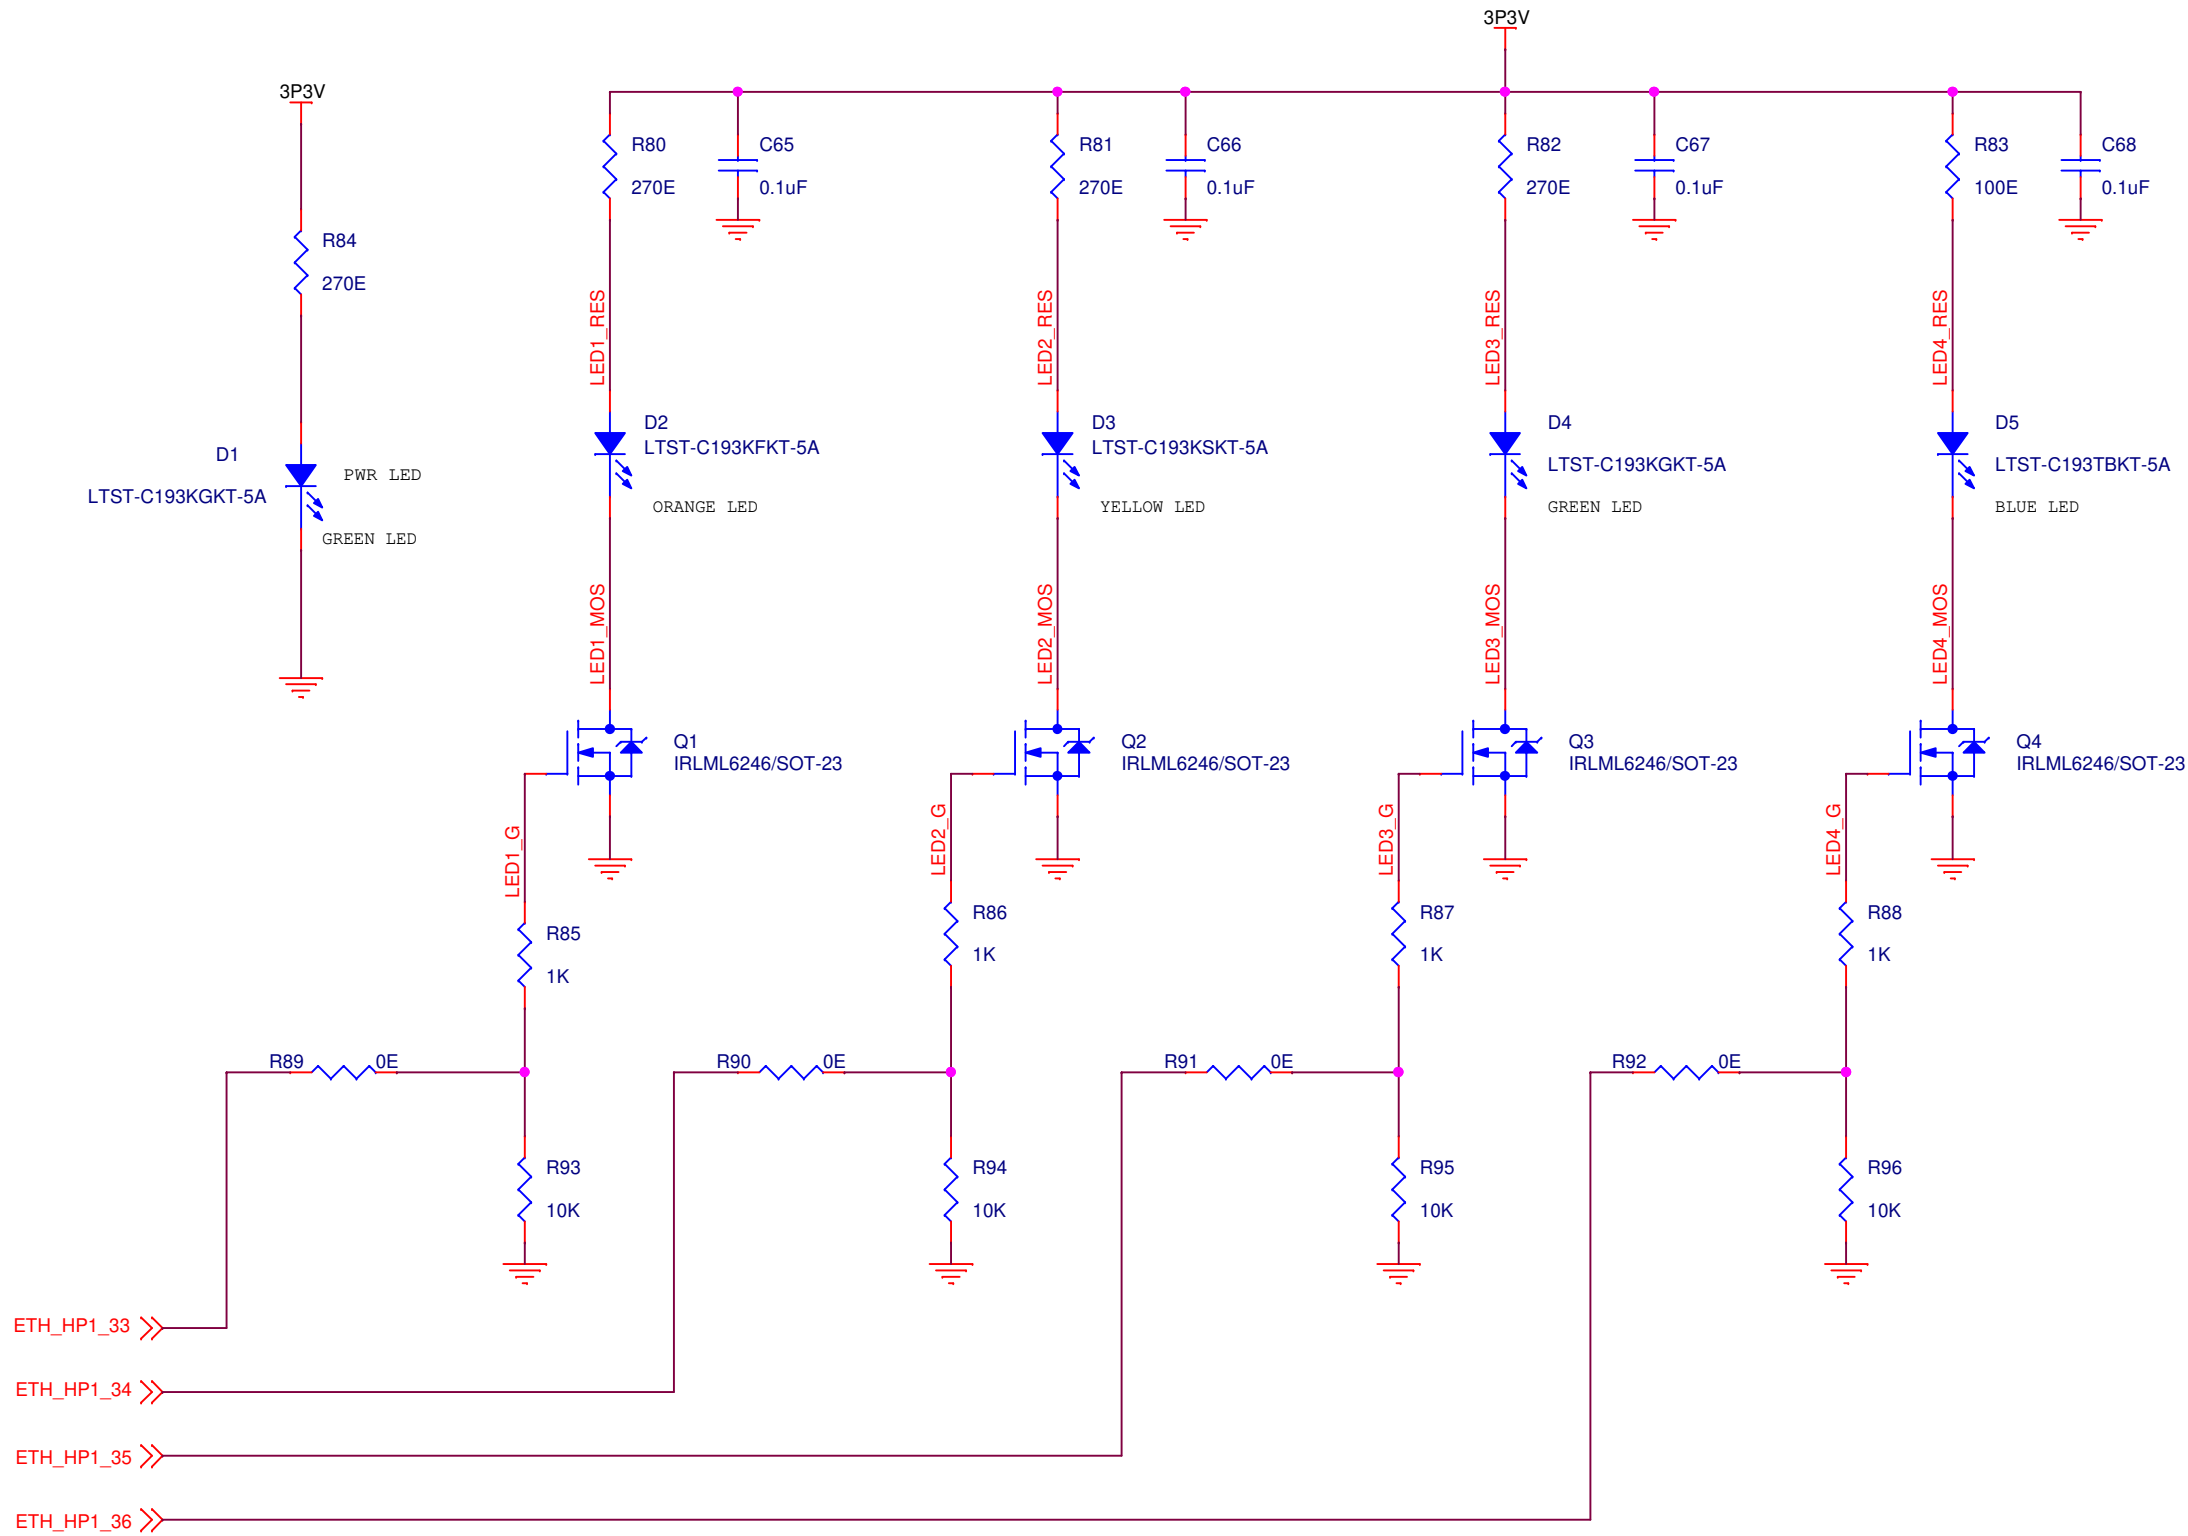 3P3V
3P3V
R80
270E
C65
0.1uF
R81
270E
C66
0.1uF
R82
270E
C67
0.1uF
R83
100E
C68
0.1uF
R84
270E
LED1_RES
LED2_RES
LED3_RES
LED4_RES
D1
LTST-C193KGKT-5A
PWR LED
GREEN LED
D2
LTST-C193KFKT-5A
ORANGE LED
D3
LTST-C193KSKT-5A
YELLOW LED
D4
LTST-C193KGKT-5A
GREEN LED
D5
LTST-C193TBKT-5A
BLUE LED
LED1_MOS
LED2_MOS
LED3_MOS
LED4_MOS
Q1
IRLML6246/SOT-23
Q2
IRLML6246/SOT-23
Q3
IRLML6246/SOT-23
Q4
IRLML6246/SOT-23
LED1_G
LED2_G
LED3_G
LED4_G
R85
1K
R86
1K
R87
1K
R88
1K
R89
0E
R90
0E
R91
0E
R92
0E
R93
10K
R94
10K
R95
10K
R96
10K
ETH_HP1_33
ETH_HP1_34
ETH_HP1_35
ETH_HP1_36